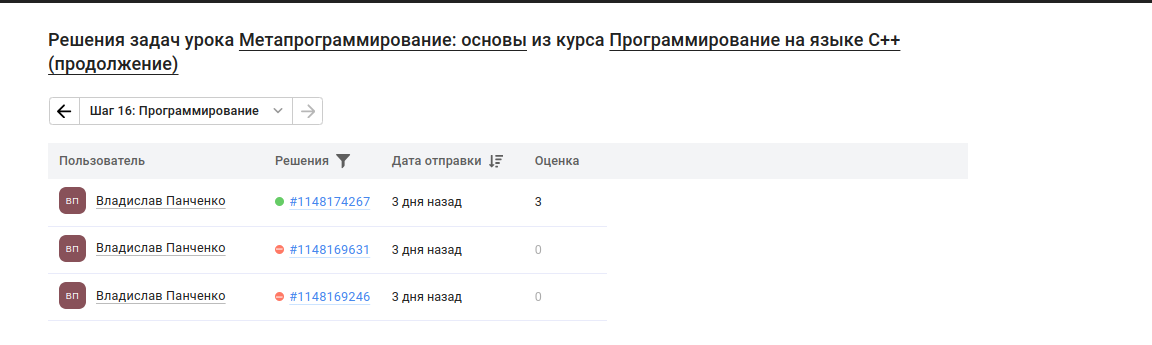 Решения задач урока Метапрограммирование: основы из курса Программирование на языке C++
(продолжение)
Шаг 16: Программирование
Пользователь Решения Дата отправки Оценка
ВП Владислав Панченко #1148174267 3 дня назад 3
ВП Владислав Панченко #1148169631 3 дня назад 0
ВП Владислав Панченко #1148169246 3 дня назад 0